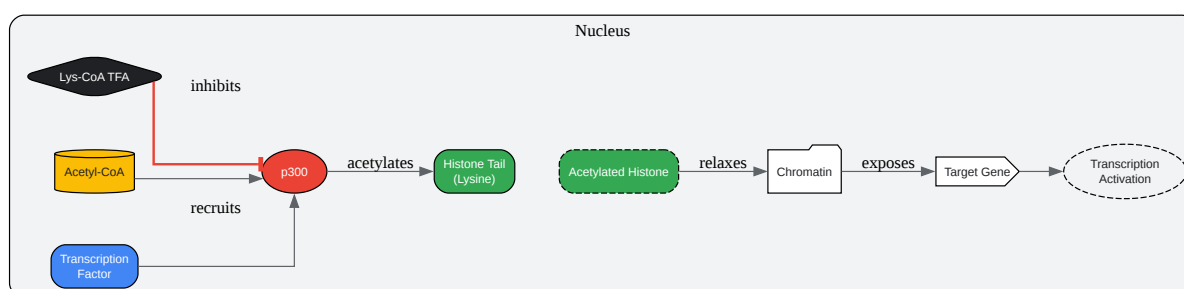 Nucleus
Lys-CoA TFA
inhibits
Acetyl-CoA
p300
acetylates
Histone Tail
(Lysine)
Acetylated Histone
relaxes
Chromatin
exposes
Target Gene
Transcription
Activation
recruits
Transcription
Factor